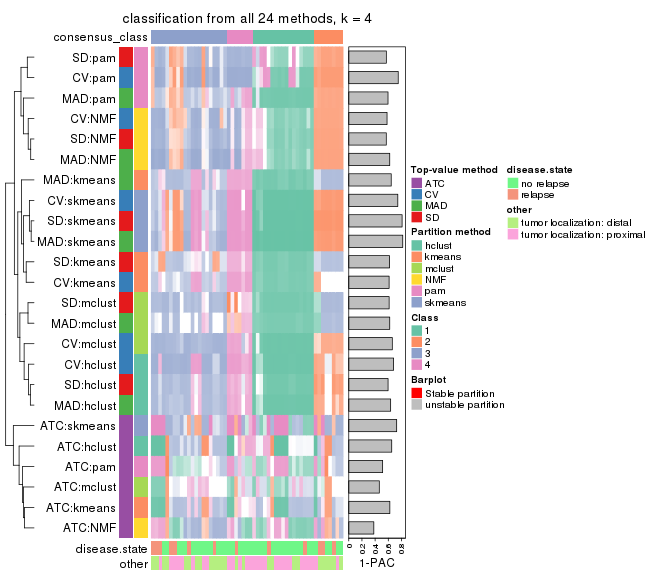 classification from all 24 methods, k = 4
consensus_class
SD:pam
CV:pam
MAD:pam
CV:NMF
SD:NMF
MAD:NMF
MAD:kmeans
CV:skmeans
SD:skmeans
MAD:skmeans
SD:kmeans
CV:kmeans
SD:mclust
MAD:mclust
CV:mclust
CV:hclust
SD:hclust
MAD:hclust
ATC:skmeans
ATC:hclust
ATC:pam
ATC:mclust
ATC:kmeans
ATC:NMF
disease.state
other
0 0.2 0.4 0.6 0.8
1-PAC
Top-value method
ATC
CV
MAD
SD
Partition method
hclust
kmeans
mclust
NMF
pam
skmeans
Class
1
2
3
4
Barplot
Stable partition
unstable partition
disease.state
no relapse
relapse
other
tumor localization: distal
tumor localization: proximal